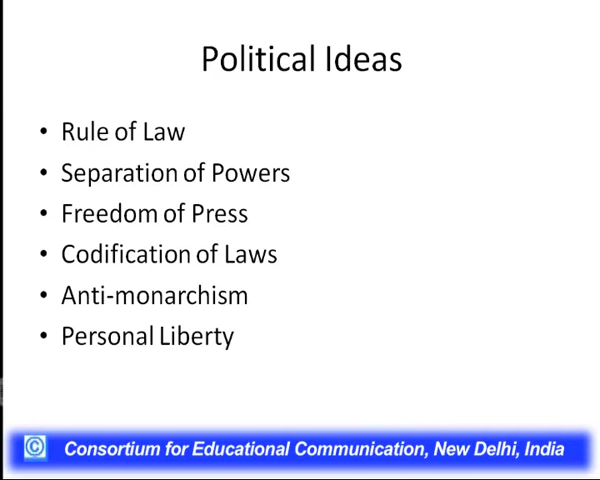 Political Ideas
• Rule of Law
• Separation of Powers
• Freedom of Press
• Codification of Laws
• Anti-monarchism
• Personal Liberty
© Consortium for Educational Communication, New Delhi, India